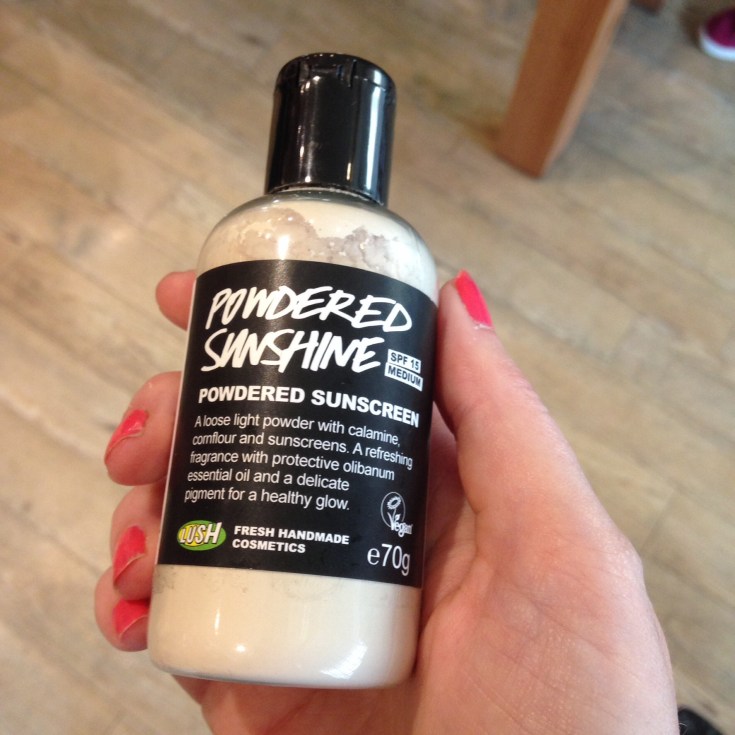 POWDERED
SUNSHINE
SPF 15
MEDIUM
POWDERED SUNSCREEN
A loose light powder with calamine,
cornflour and sunscreens. A refreshing
fragrance with protective olibanum
essential oil and a delicate
pigment for a healthy glow.
Vegan
LUSH
FRESH HANDMADE
COSMETICS
℮70g